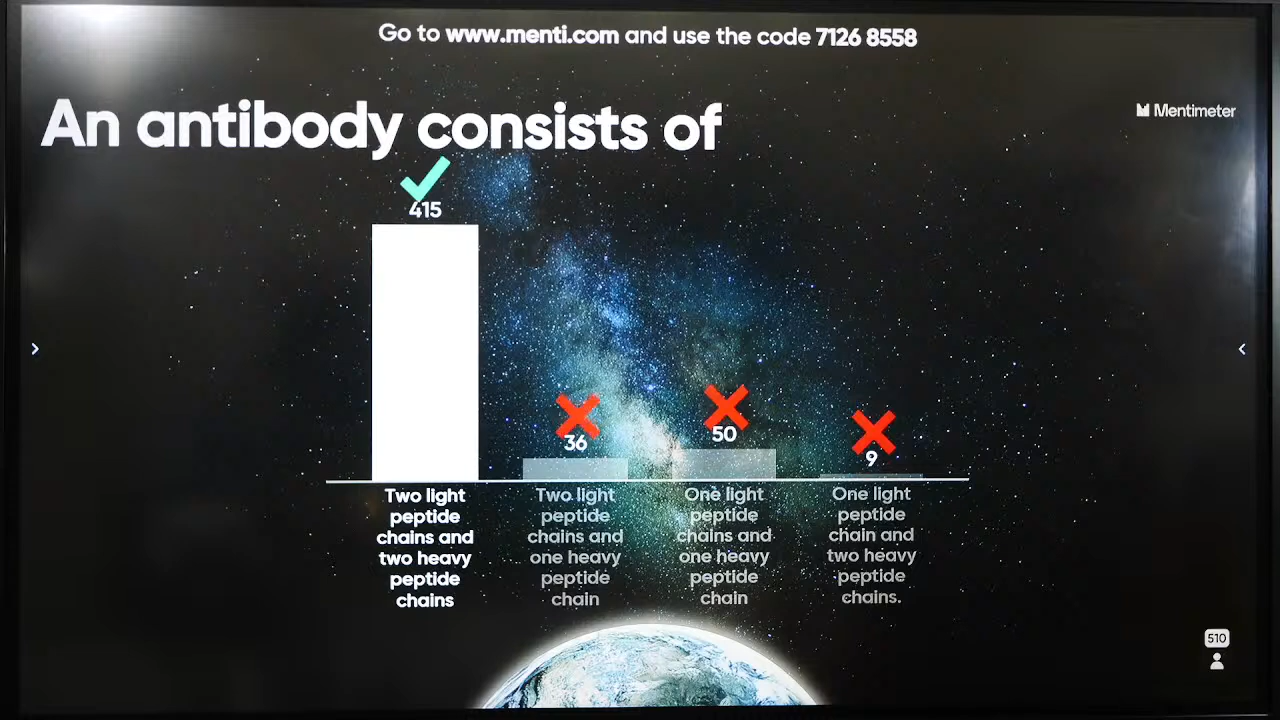 Go to www.menti.com and use the code 7126 8558
An antibody consists of
Mentimeter
415
36
50
9
Two light
peptide
chains and
two heavy
peptide
chains
Two light
peptide
chains and
one heavy
peptide
chain
One light
peptide
chains and
one heavy
peptide
chain
One light
peptide
chain and
two heavy
peptide
chains.
510